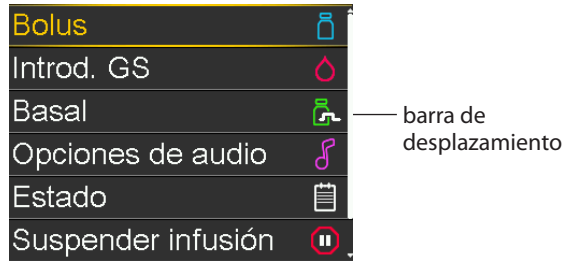 Bolus
Introd. GS
Basal
Opciones de audio
Estado
Suspender infusión
barra de
desplazamiento